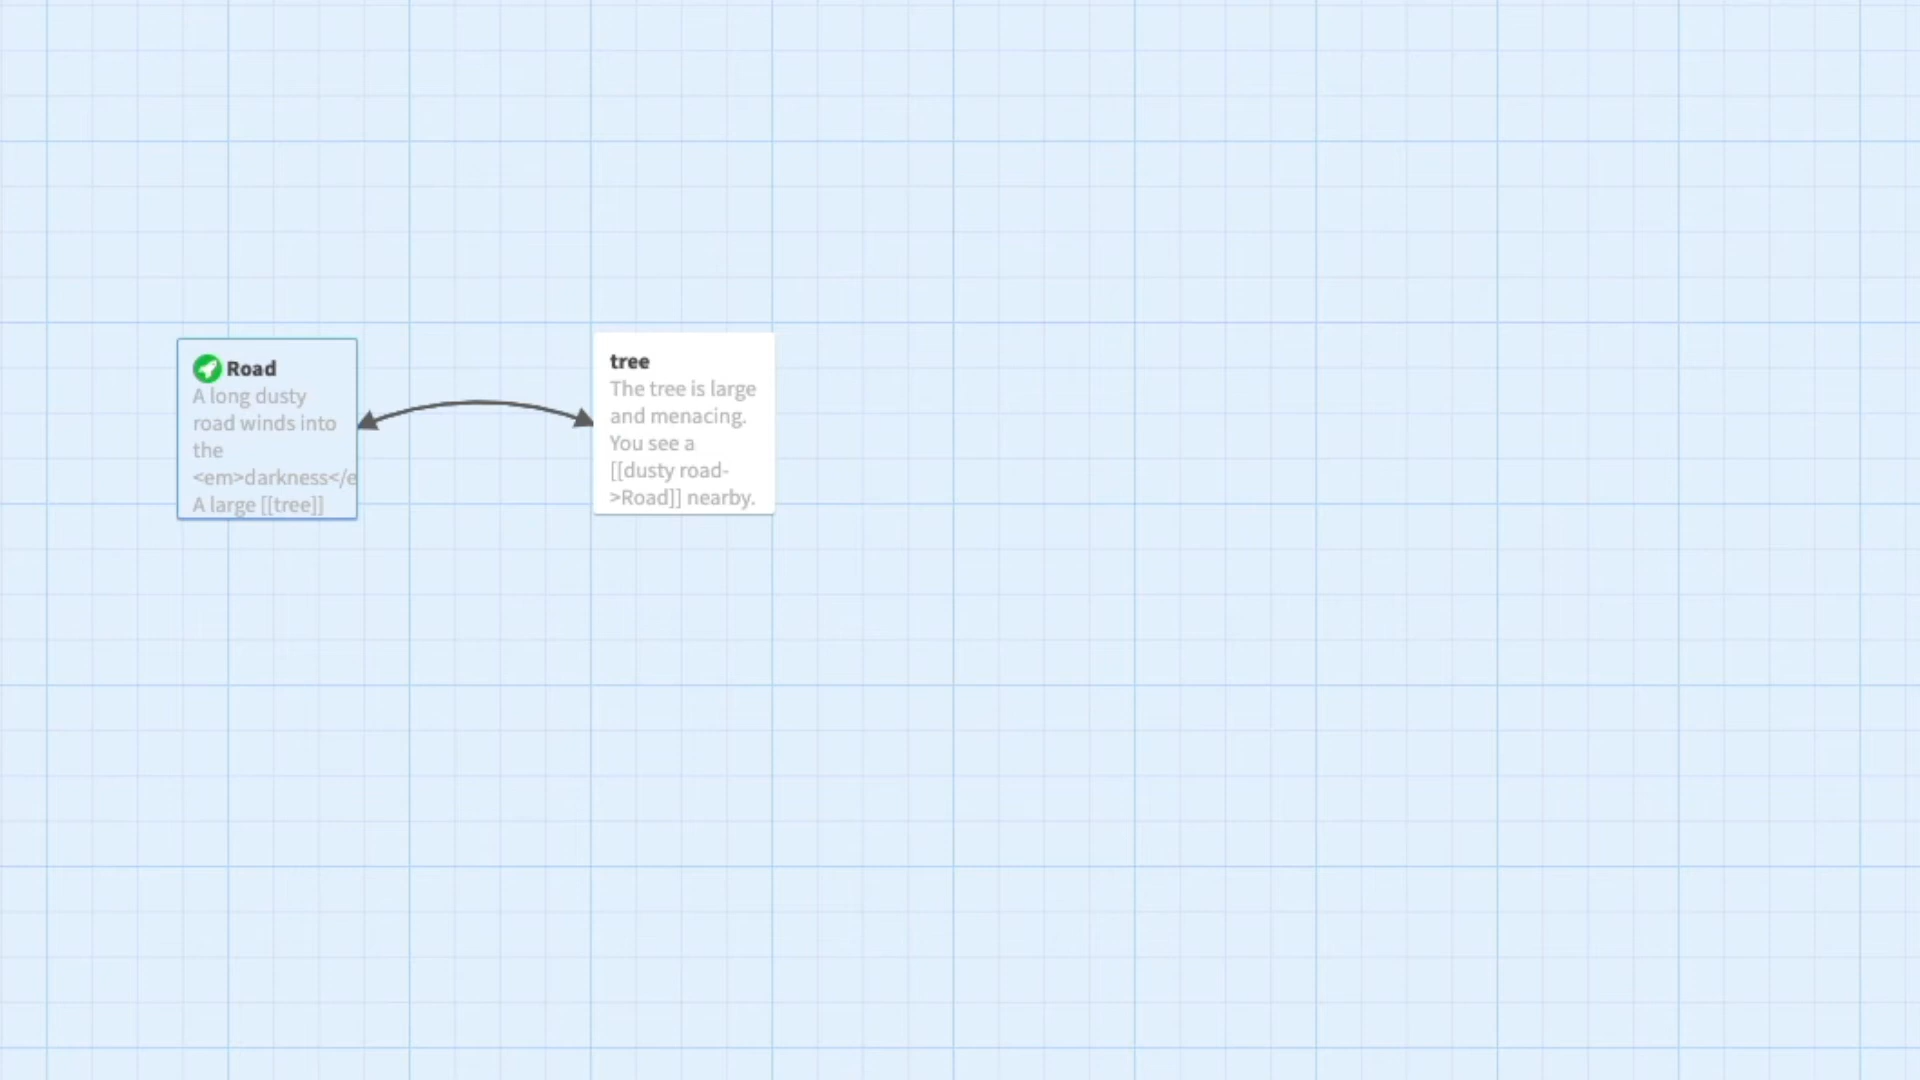 Road
A long dusty
road winds into
the
<em>darkness</e
A large [[tree]]
tree
The tree is large
and menacing.
You see a
[[dusty road-
>Road]] nearby.